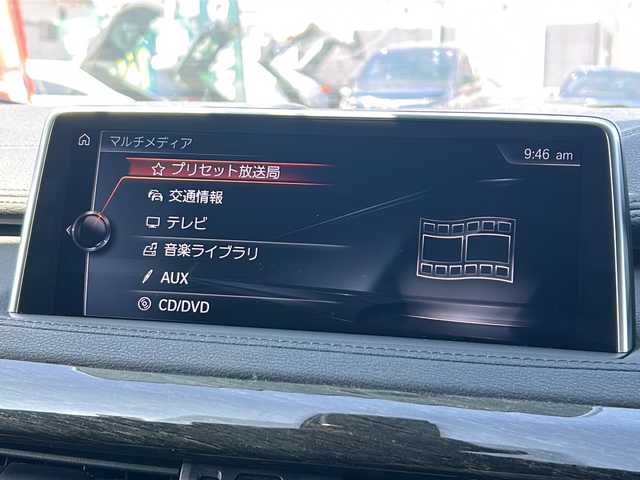 マルチメディア
9:46 am
プリセット放送局
交通情報
テレビ
音楽ライブラリ
AUX
CD/DVD